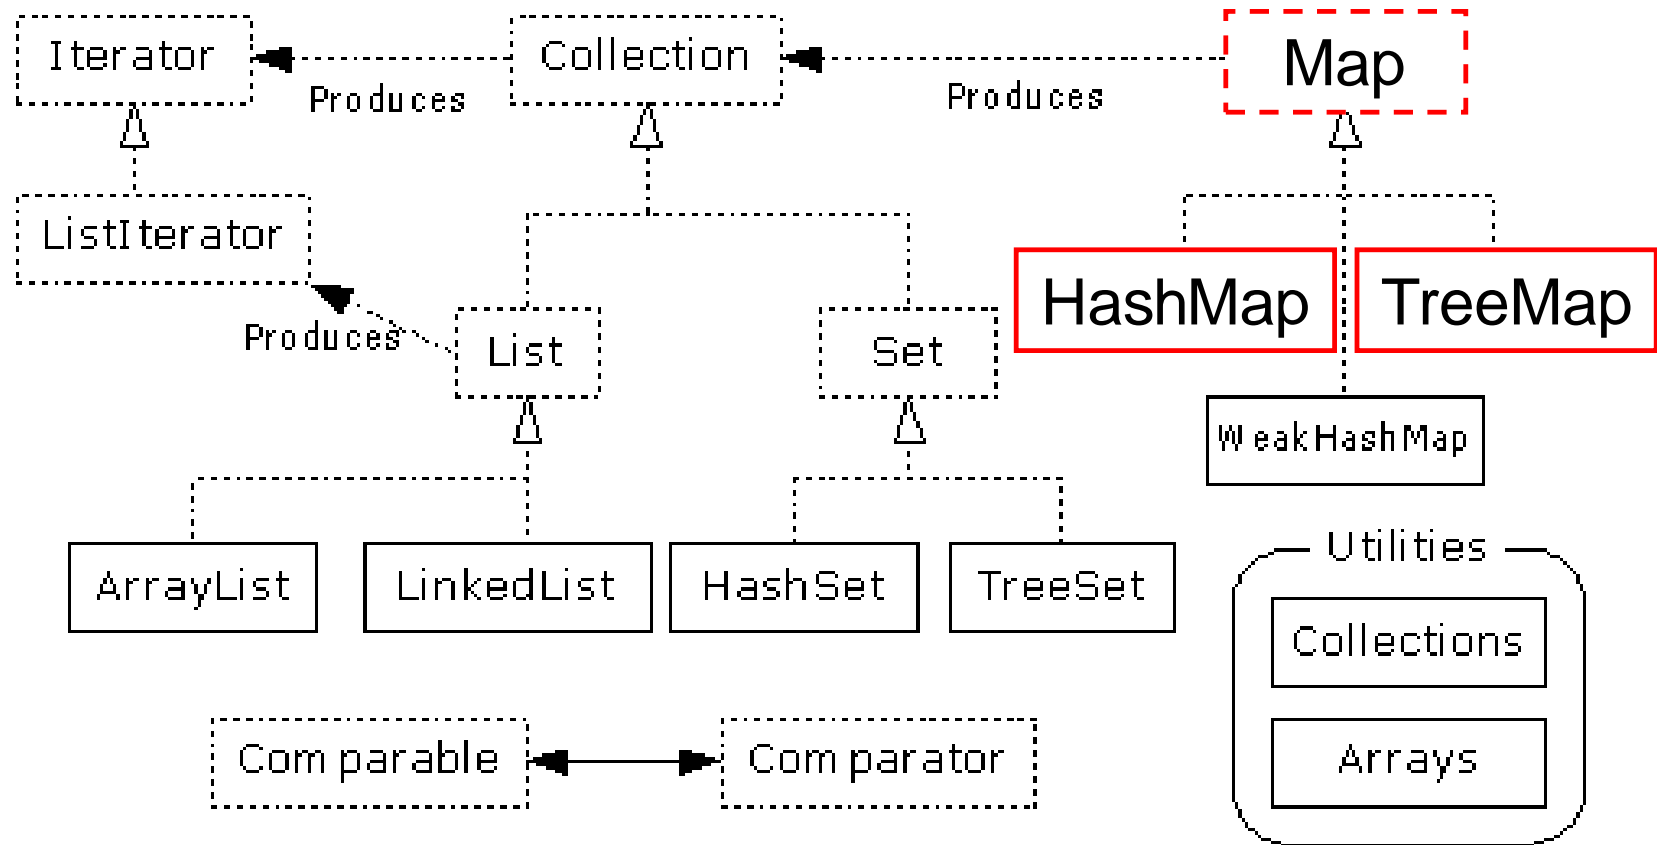 Iterator
Collection
Map
Produces
Produces
ListIterator
HashMap
TreeMap
Produces
List
Set
WeakHashMap
Utilities
ArrayList
LinkedList
HashSet
TreeSet
Collections
Comparable
Comparator
Arrays